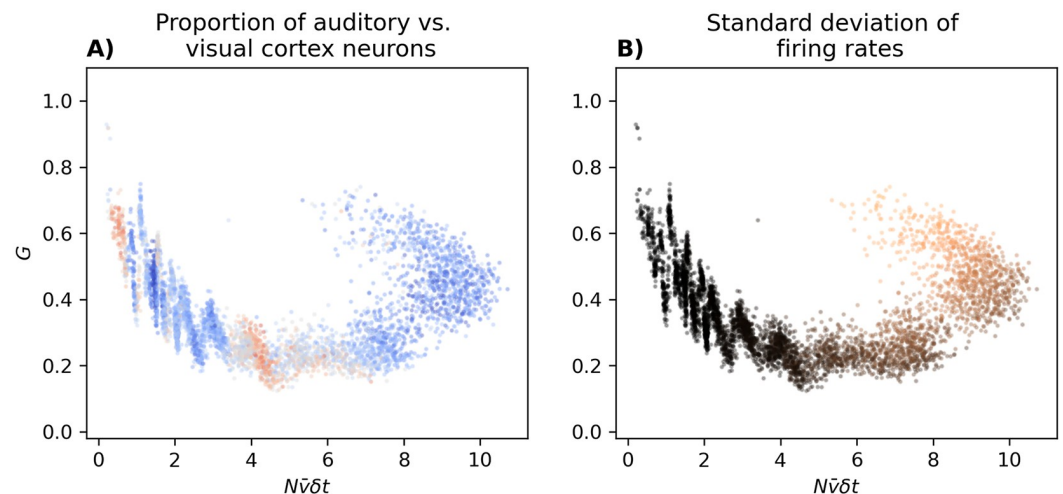 Proportion of auditory vs.
A) visual cortex neurons
1.0
0.8
0.6
0.4
0.2
0.0
G
0 2 4 6 8 10
Nv̄δt
Standard deviation of
B) firing rates
1.0
0.8
0.6
0.4
0.2
0.0
0 2 4 6 8 10
Nv̄δt